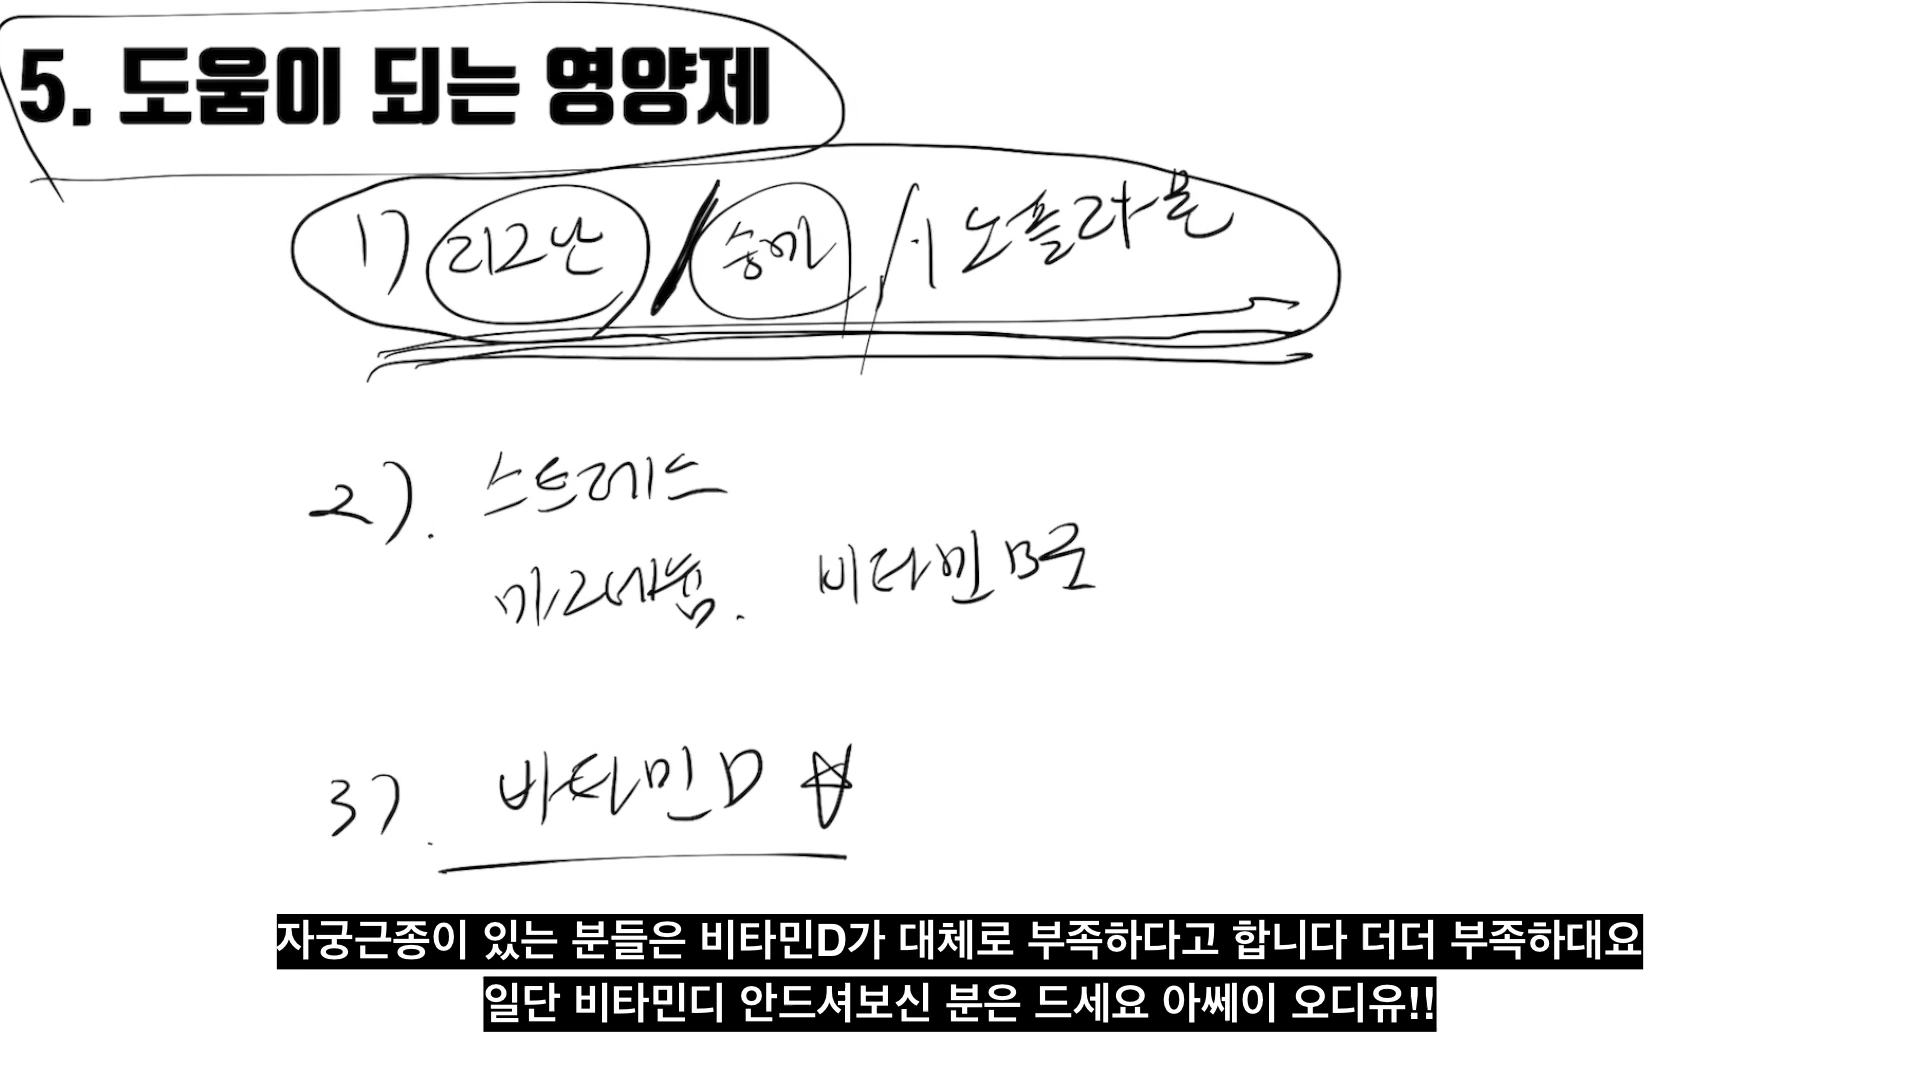 5. 도움이 되는 영양제
1) 리그난 / 승마 / 이노플라본
2). 스트레스
마그네슘. 비타민 B군
3). 비타민 D ☆
자궁근종이 있는 분들은 비타민D가 대체로 부족하다고 합니다 더더 부족하대요
일단 비타민디 안드셔보신 분은 드세요 아쎄이 오디유!!